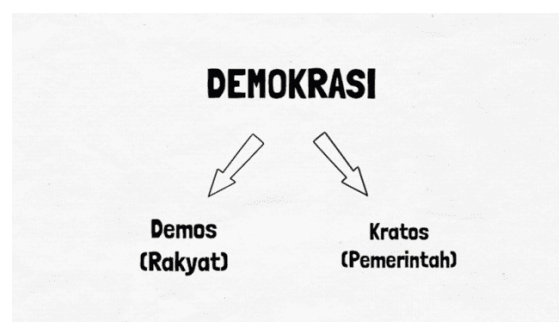 DEMOKRASI
Demos
(Rakyat)
Kratos
(Pemerintah)